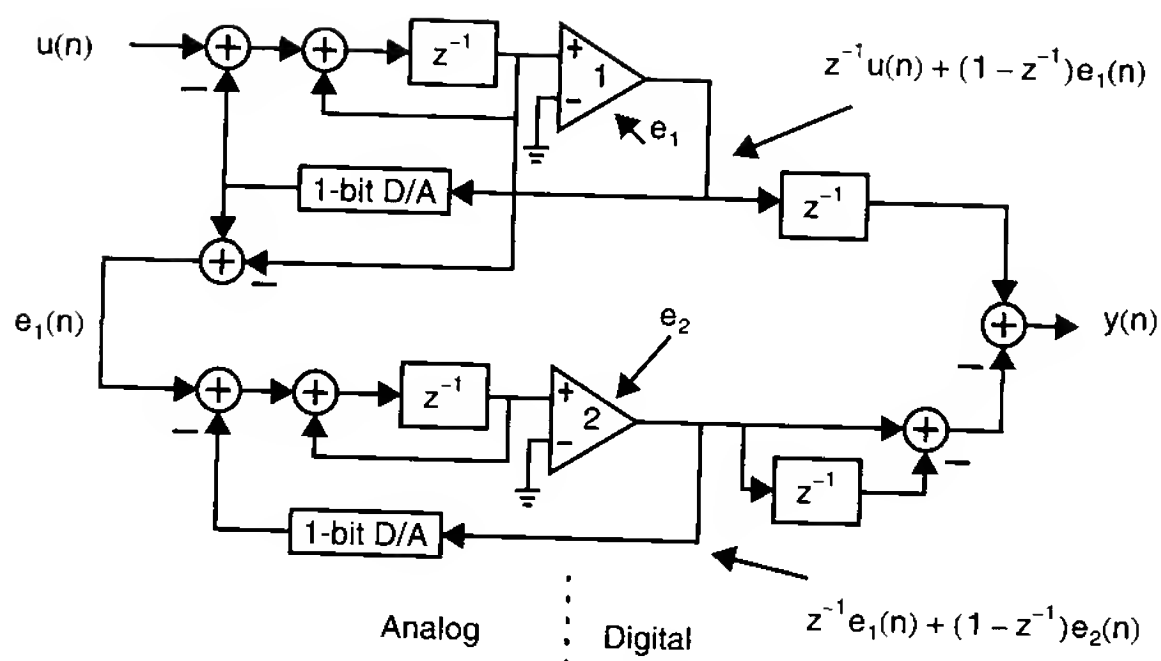 u(n)
z⁻¹
+
−
1
e₁
z⁻¹u(n) + (1 − z⁻¹)e₁(n)
1-bit D/A
z⁻¹
e₁(n)
e₂
y(n)
z⁻¹
+
−
2
z⁻¹
1-bit D/A
z⁻¹e₁(n) + (1 − z⁻¹)e₂(n)
Analog
Digital